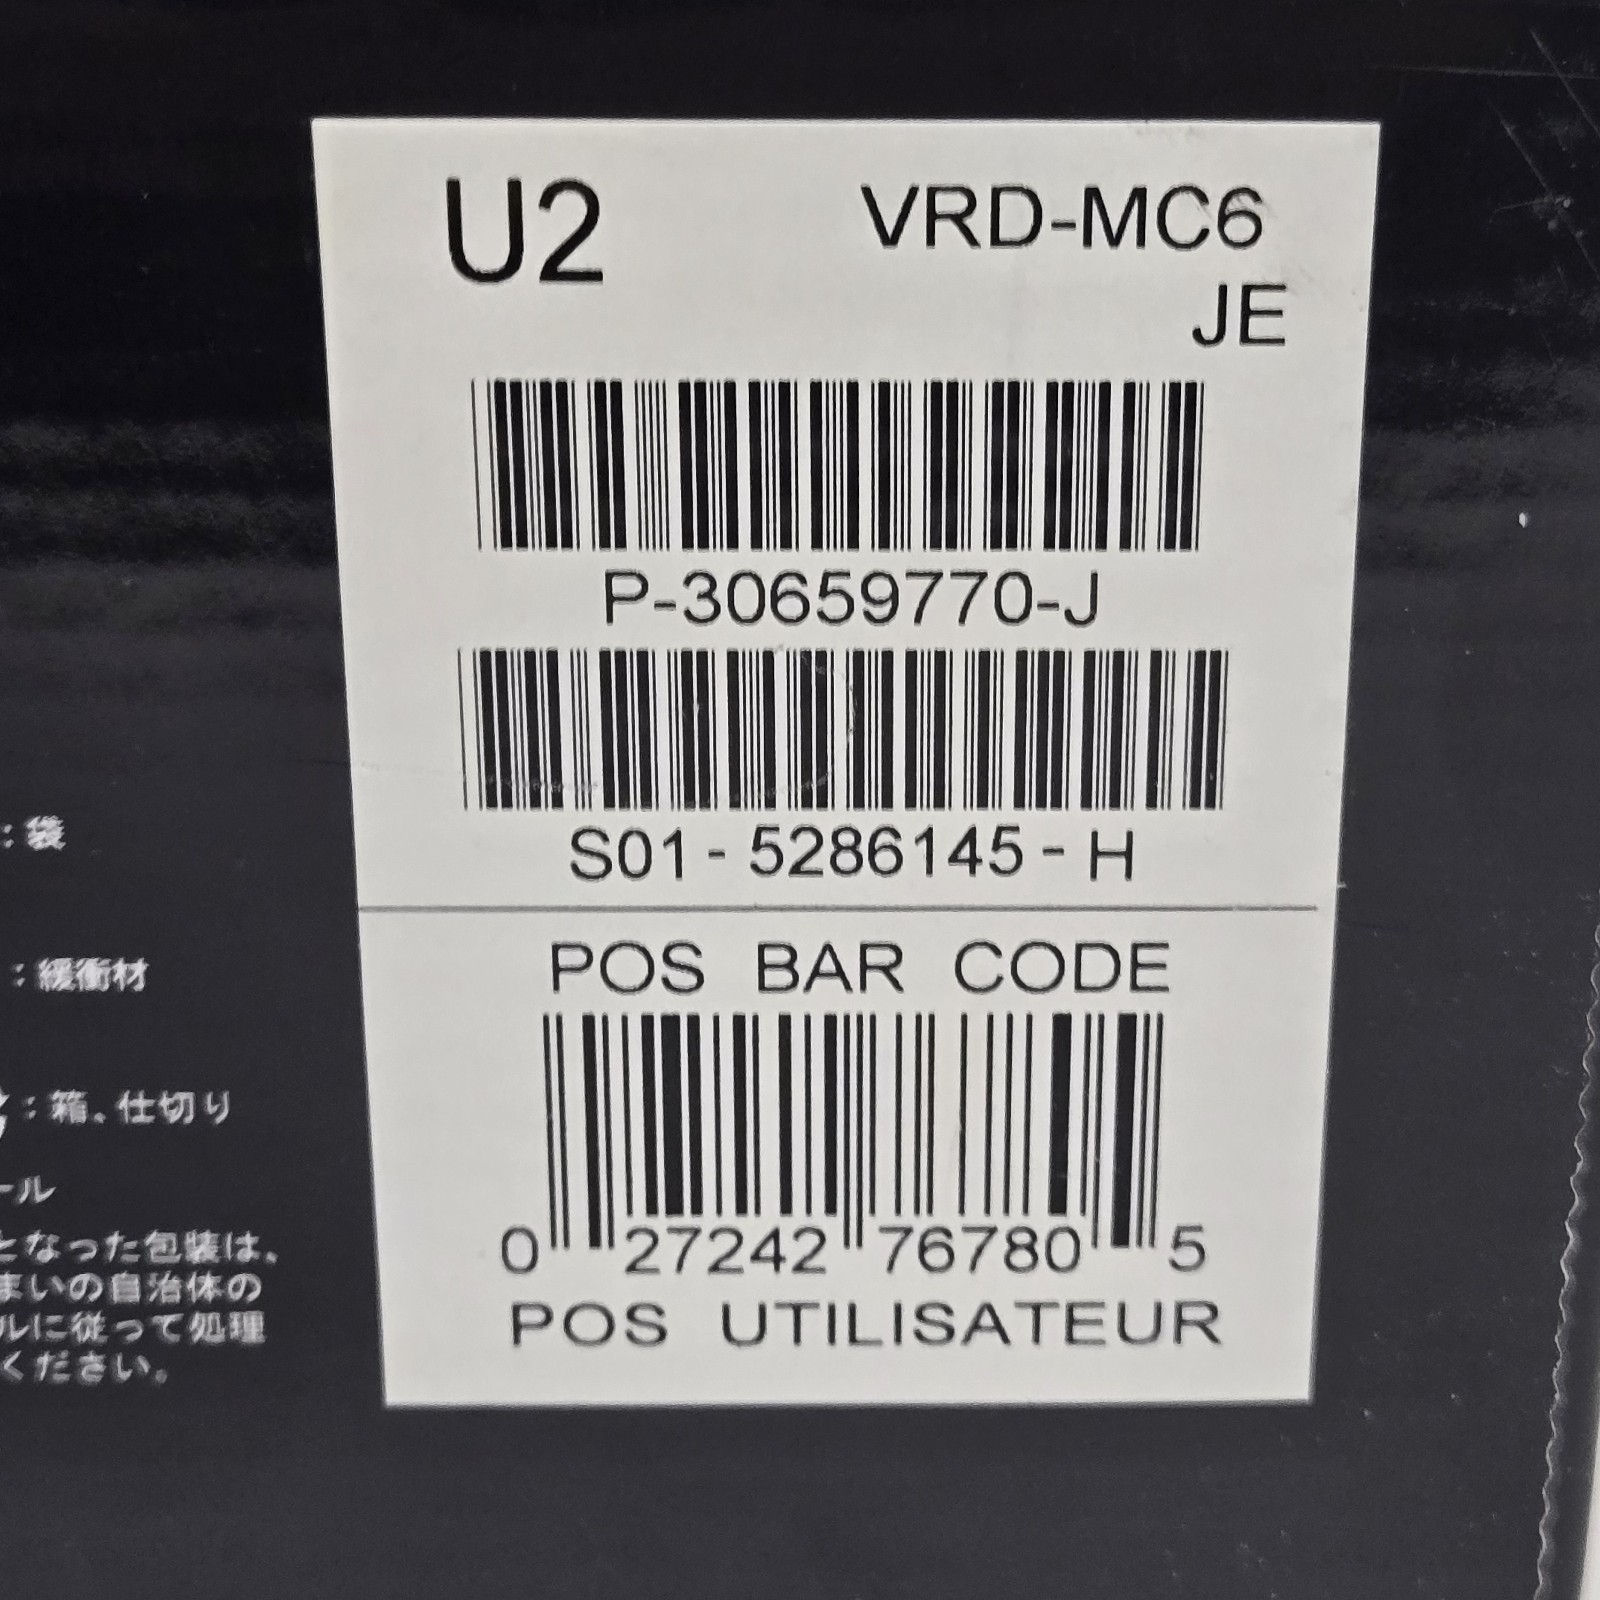 U2 VRD-MC6
JE
P-30659770-J
S01-5286145-H
POS BAR CODE
0 27242 76780 5
POS UTILISATEUR
：袋
：緩衝材
：箱、仕切り
ール
となった包装は、
まいの自治体の
ルに従って処理
ください。